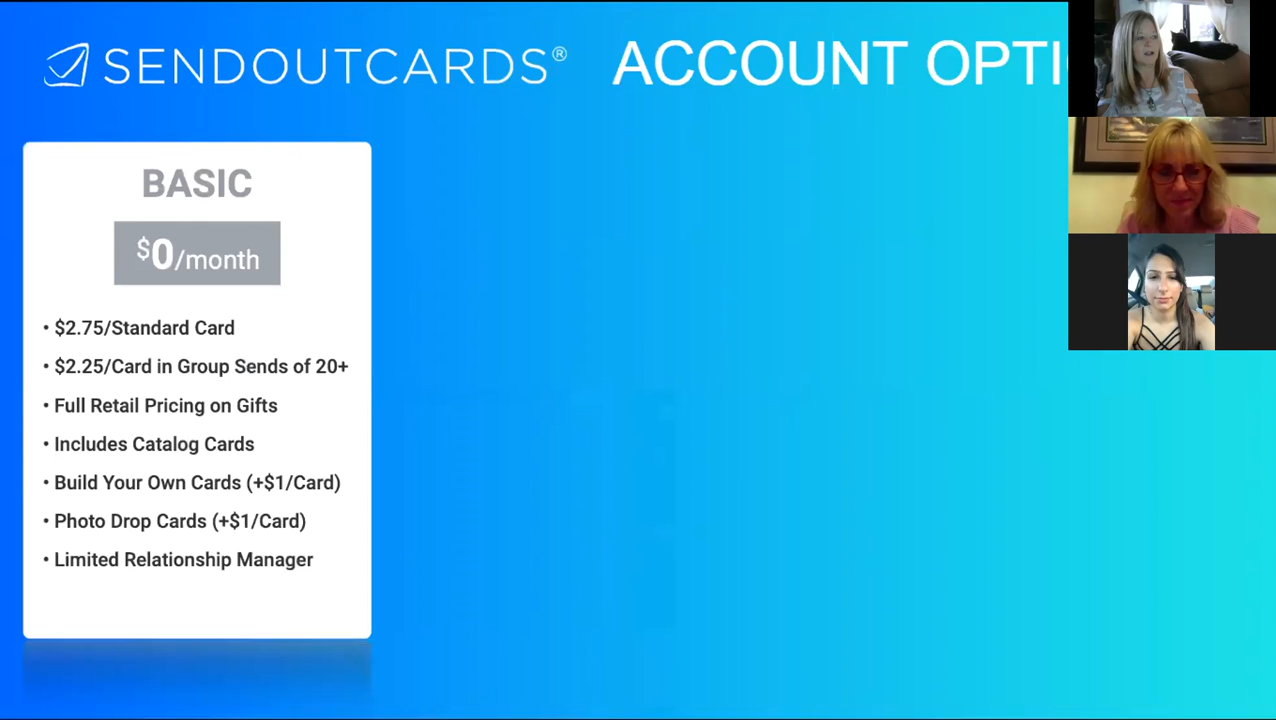 SENDOUTCARDS® ACCOUNT OPTI
BASIC
$0/month
• $2.75/Standard Card
• $2.25/Card in Group Sends of 20+
• Full Retail Pricing on Gifts
• Includes Catalog Cards
• Build Your Own Cards (+$1/Card)
• Photo Drop Cards (+$1/Card)
• Limited Relationship Manager